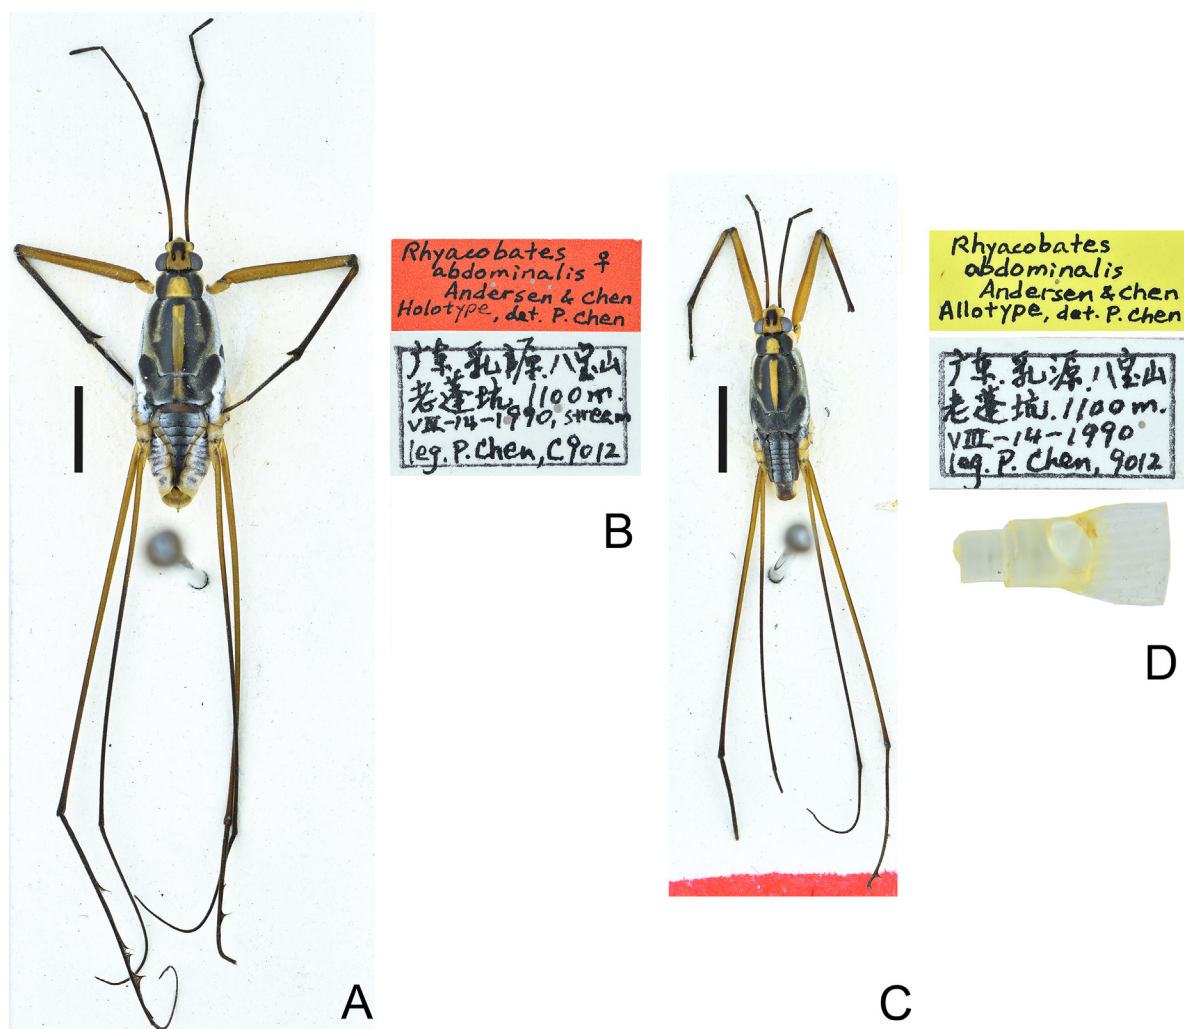 Rhyacobates
abdominalis ♀
Andersen & Chen
Holotype, det. P. Chen
广东.乳源.八宝山
老蓬坑.1100m.
VIII-14-1990, stream
leg. P. Chen, C9012
B
A
Rhyacobates
abdominalis
Andersen & Chen
Allotype, det. P. Chen
广东.乳源.八宝山
老蓬坑.1100m.
VIII-14-1990
leg. P. Chen, 9012
D
C